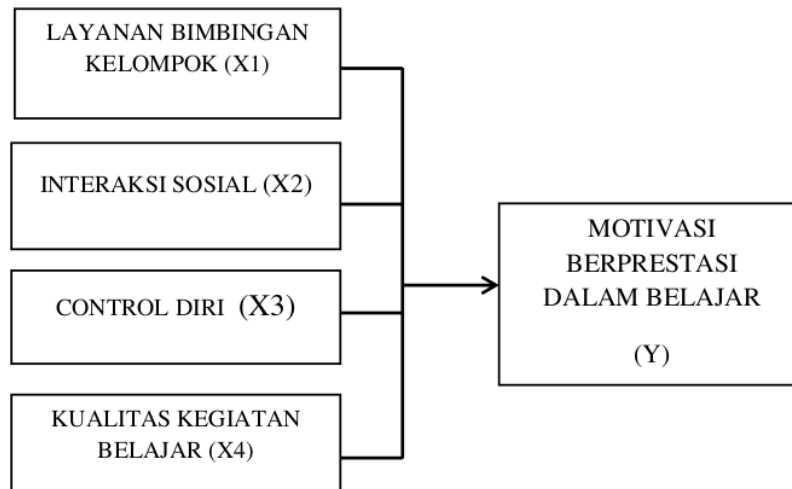 LAYANAN BIMBINGAN
KELOMPOK (X1)
INTERAKSI SOSIAL (X2)
CONTROL DIRI (X3)
KUALITAS KEGIATAN
BELAJAR (X4)
MOTIVASI
BERPRESTASI
DALAM BELAJAR
(Y)